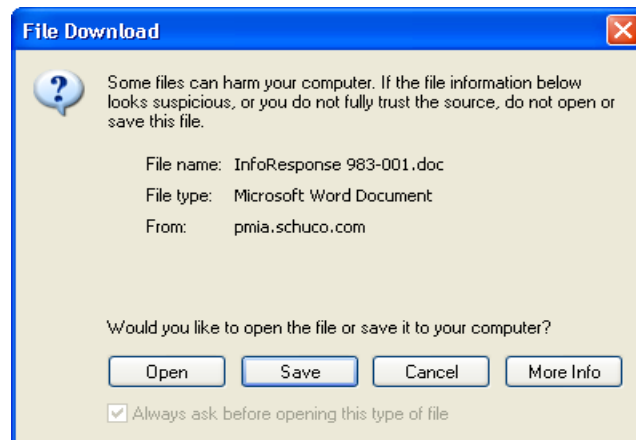 File Download
Some files can harm your computer. If the file information below
looks suspicious, or you do not fully trust the source, do not open or
save this file.
File name: InfoResponse 983-001.doc
File type: Microsoft Word Document
From: pmia.schuco.com
Would you like to open the file or save it to your computer?
Open Save Cancel More Info
Always ask before opening this type of file